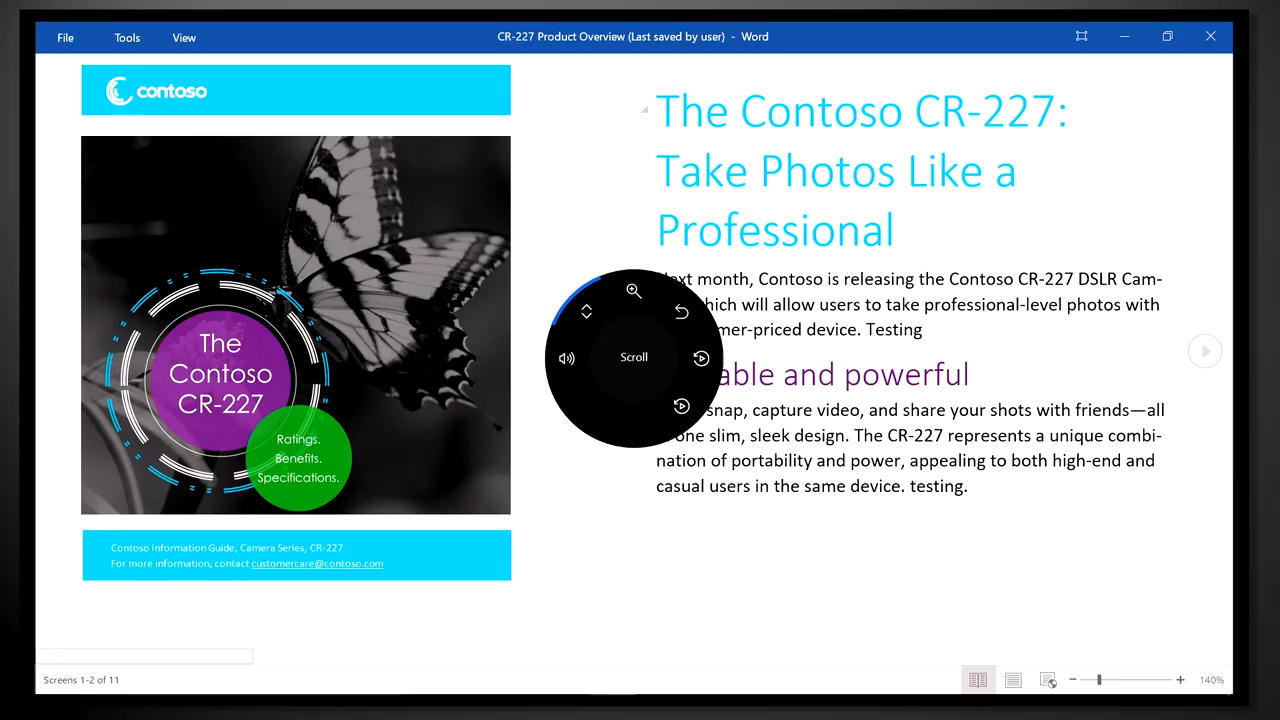 File Tools View CR-227 Product Overview (Last saved by user) - Word
contoso
The Contoso CR-227:
Take Photos Like a
Professional
The
Contoso
CR-227
Ratings.
Benefits.
Specifications.
Contoso Information Guide, Camera Series, CR-227
For more information, contact customercare@contoso.com
month, Contoso is releasing the Contoso CR-227 DSLR Cam-
which will allow users to take professional-level photos with
device. Testing
Scroll
and powerful
snap, capture video, and share your shots with friends—all
one slim, sleek design. The CR-227 represents a unique combi-
nation of portability and power, appealing to both high-end and
casual users in the same device. testing.
Screens 1-2 of 11
140%